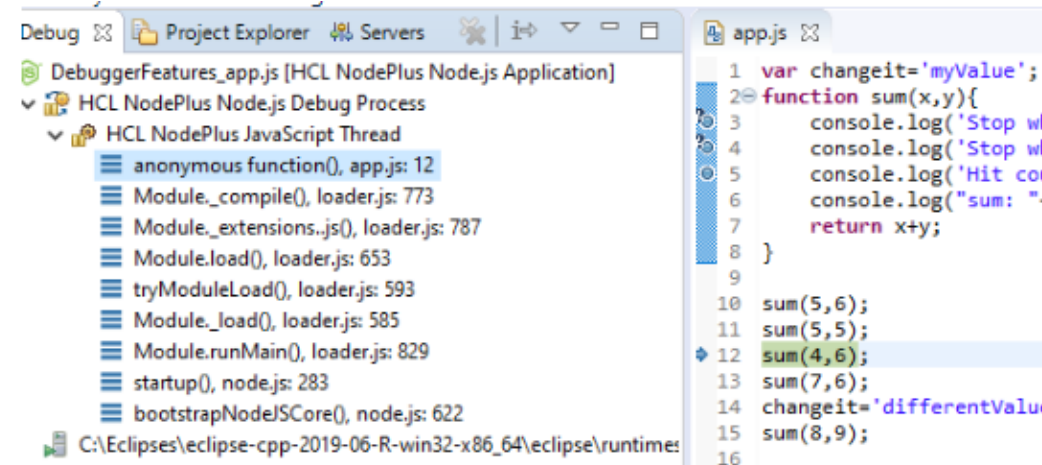 Debug Project Explorer Servers
DebuggerFeatures_app.js [HCL NodePlus Node.js Application]
HCL NodePlus Node.js Debug Process
HCL NodePlus JavaScript Thread
anonymous function(), app.js: 12
Module._compile(), loader.js: 773
Module._extensions..js(), loader.js: 787
Module.load(), loader.js: 653
tryModuleLoad(), loader.js: 593
Module._load(), loader.js: 585
Module.runMain(), loader.js: 829
startup(), node.js: 283
bootstrapNodeJSCore(), node.js: 622
C:\Eclipses\eclipse-cpp-2019-06-R-win32-x86_64\eclipse\runtimes
app.js
1 var changeit='myValue';
2 function sum(x,y){
3 console.log('Stop wh
4 console.log('Stop wh
5 console.log('Hit cou
6 console.log("sum: "
7 return x+y;
8 }
9
10 sum(5,6);
11 sum(5,5);
12 sum(4,6);
13 sum(7,6);
14 changeit='differentValue
15 sum(8,9);
16